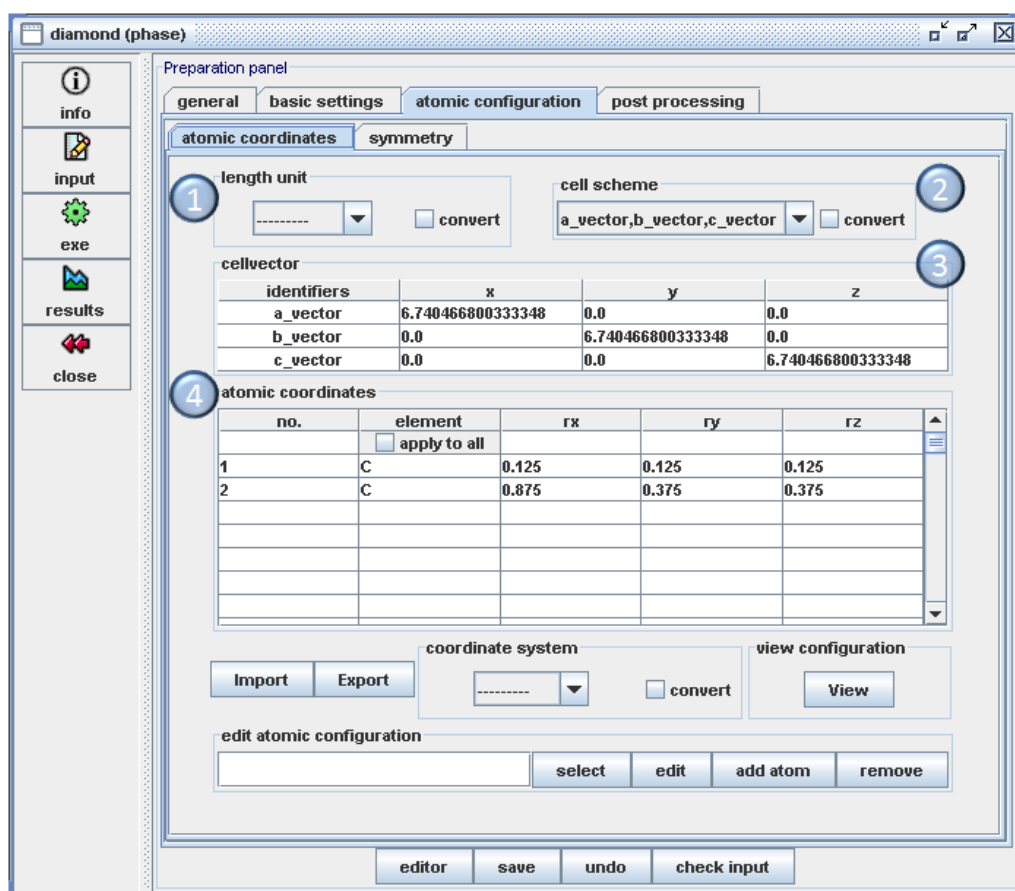 diamond (phase)
info
input
exe
results
close
Preparation panel
general basic settings atomic configuration post processing
atomic coordinates symmetry
1 length unit
--------- convert
cell scheme 2
a_vector,b_vector,c_vector convert
cellvector 3
identifiers x y z
a_vector 6.740466800333348 0.0 0.0
b_vector 0.0 6.740466800333348 0.0
c_vector 0.0 0.0 6.740466800333348
4 atomic coordinates
no. element rx ry rz
apply to all
1 C 0.125 0.125 0.125
2 C 0.875 0.375 0.375
Import Export
coordinate system
--------- convert
view configuration
View
edit atomic configuration
select edit add atom remove
editor save undo check input